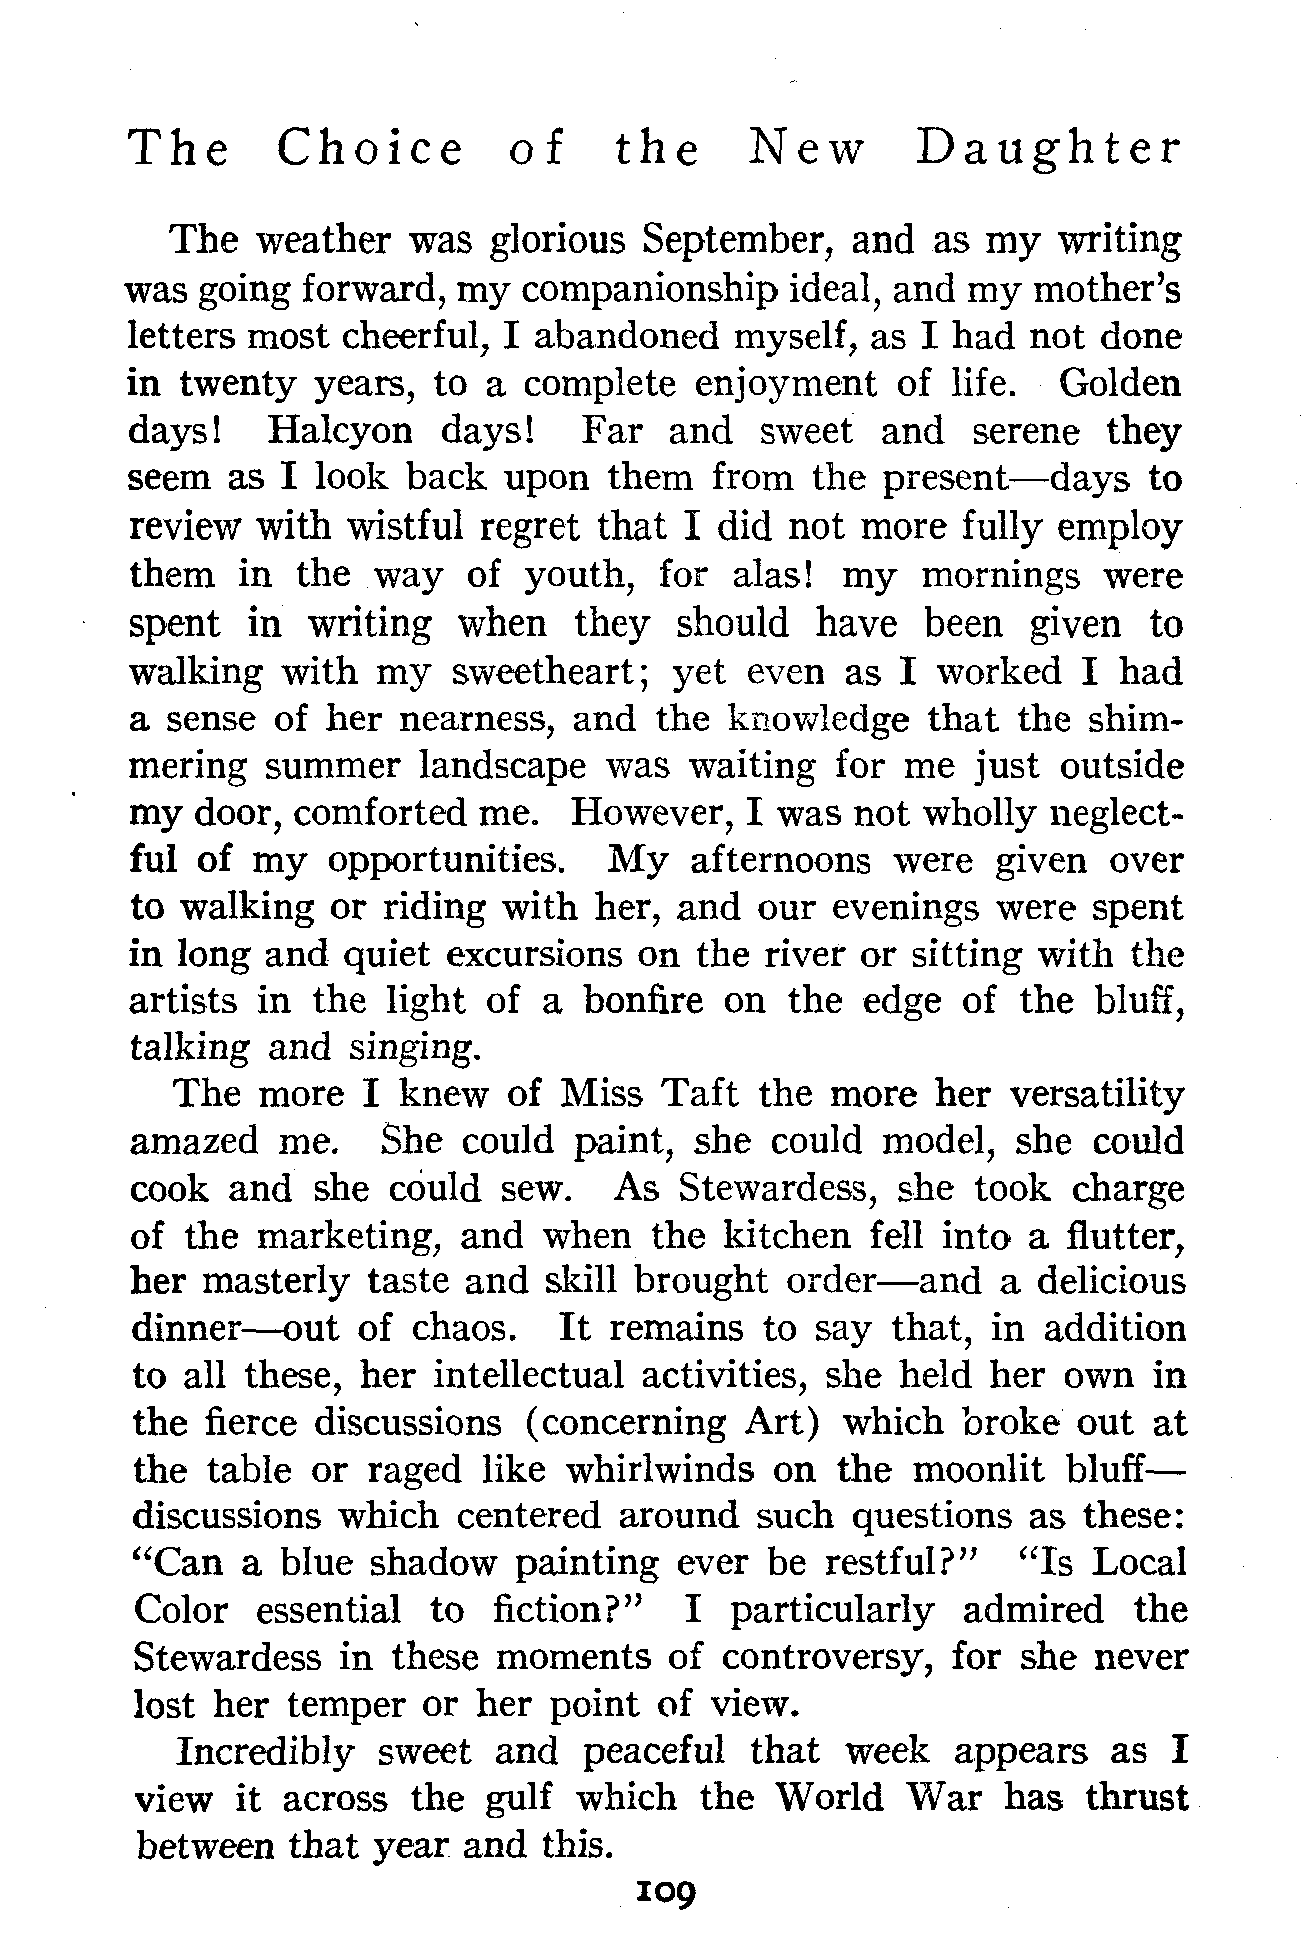 The Choice of the New Daughter
The weather was glorious September, and as my writing
was going forward, my companionship ideal, and my mother's
letters most cheerful, I abandoned myself, as I had not done
in twenty years, to a complete enjoyment of life. Golden
days! Halcyon days! Far and sweet and serene they
seem as I look back upon them from the present—days to
review with wistful regret that I did not more fully employ
them in the way of youth, for alas! my mornings were
spent in writing when they should have been given to
walking with my sweetheart; yet even as I worked I had
a sense of her nearness, and the knowledge that the shim-
mering summer landscape was waiting for me just outside
my door, comforted me. However, I was not wholly neglect-
ful of my opportunities. My afternoons were given over
to walking or riding with her, and our evenings were spent
in long and quiet excursions on the river or sitting with the
artists in the light of a bonfire on the edge of the bluff,
talking and singing.
The more I knew of Miss Taft the more her versatility
amazed me. She could paint, she could model, she could
cook and she could sew. As Stewardess, she took charge
of the marketing, and when the kitchen fell into a flutter,
her masterly taste and skill brought order—and a delicious
dinner—out of chaos. It remains to say that, in addition
to all these, her intellectual activities, she held her own in
the fierce discussions (concerning Art) which broke out at
the table or raged like whirlwinds on the moonlit bluff—
discussions which centered around such questions as these:
“Can a blue shadow painting ever be restful?” “Is Local
Color essential to fiction?” I particularly admired the
Stewardess in these moments of controversy, for she never
lost her temper or her point of view.
Incredibly sweet and peaceful that week appears as I
view it across the gulf which the World War has thrust
between that year and this.
109